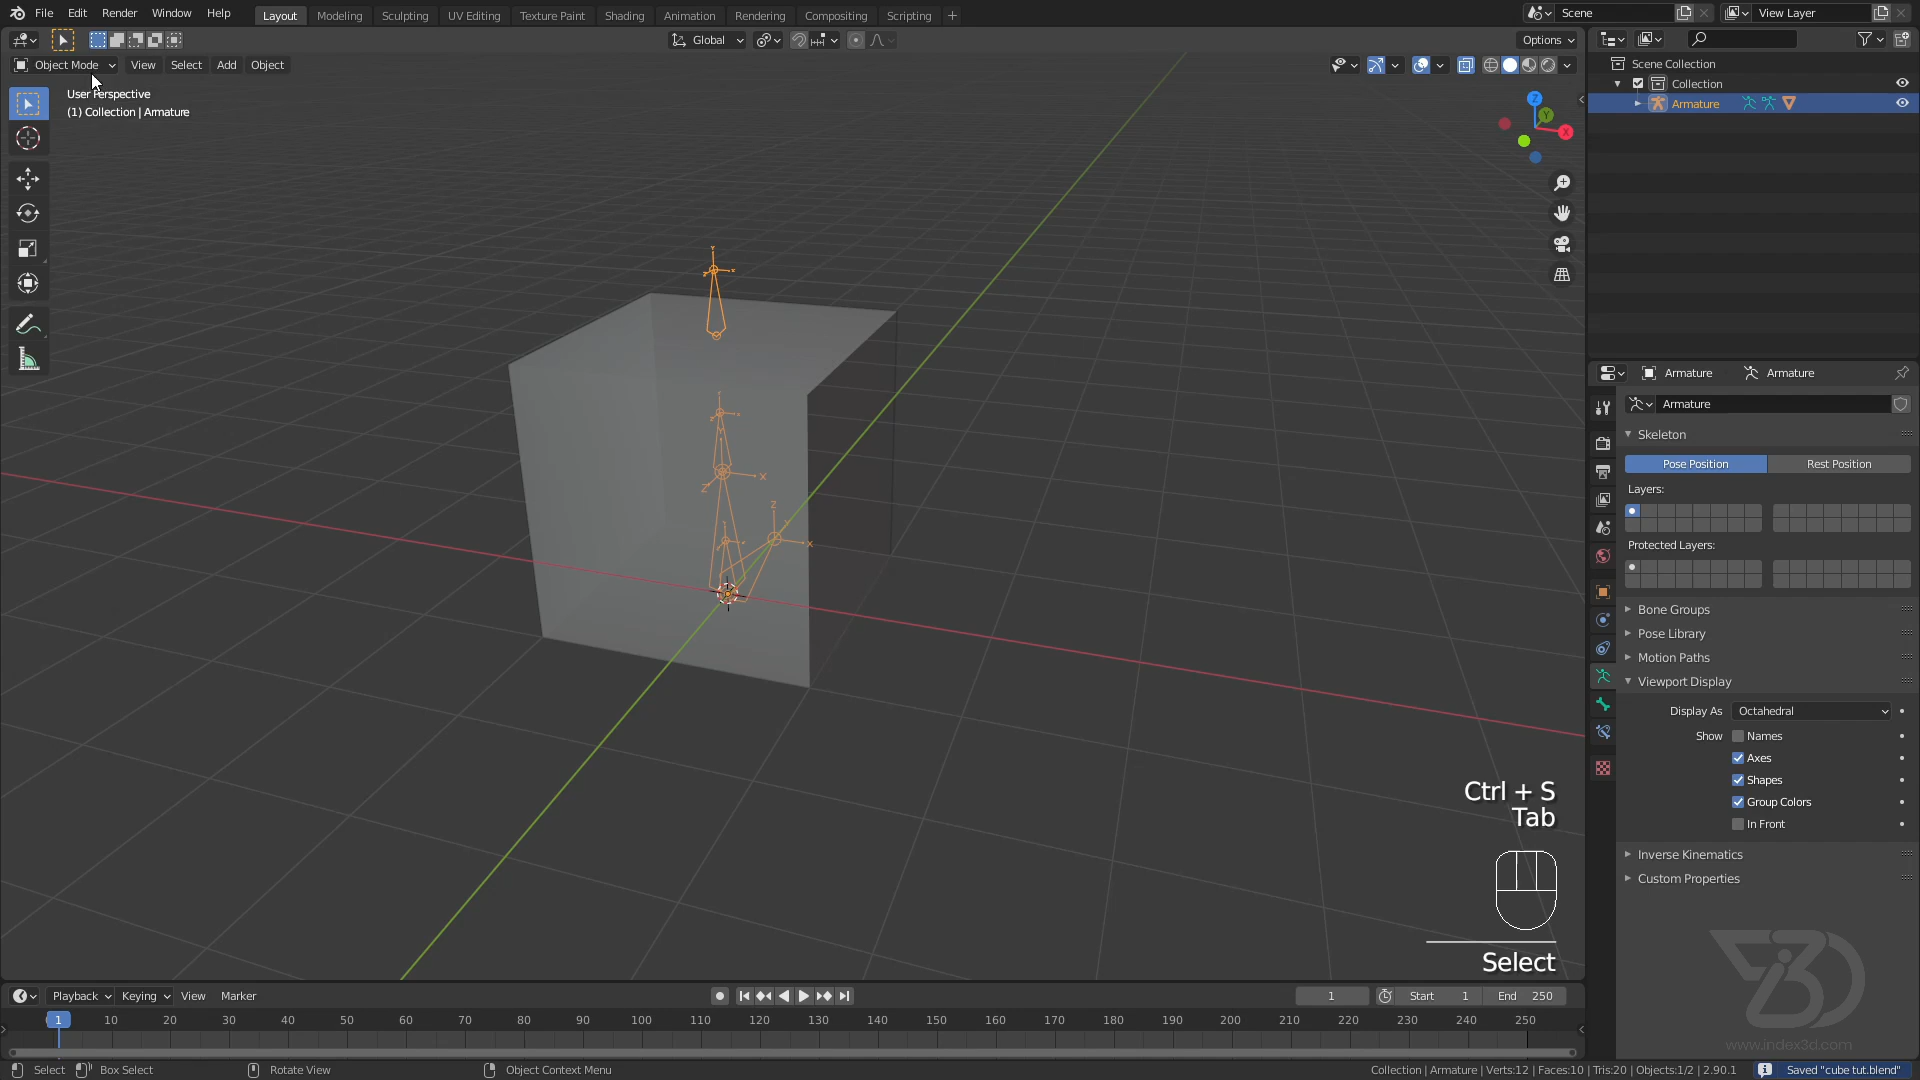 File Edit Render Window Help
Layout Modeling Sculpting UV Editing Texture Paint Shading Animation Rendering Compositing Scripting +
Scene
View Layer
Global
Options
Object Mode View Select Add Object
User Perspective
(1) Collection | Armature
Z
Y
X
Scene Collection
Collection
Armature
Armature Armature
Armature
Skeleton
Pose Position Rest Position
Layers:
Protected Layers:
Bone Groups
Pose Library
Motion Paths
Viewport Display
Display As Octahedral
Show Names
Axes
Shapes
Group Colors
In Front
Inverse Kinematics
Custom Properties
Ctrl + S
Tab
Select
Playback Keying View Marker
1 Start 1 End 250
1 10 20 30 40 50 60 70 80 90 100 110 120 130 140 150 160 170 180 190 200 210 220 230 240 250
www.index3d.com
Select Box Select Rotate View Object Context Menu
Collection | Armature | Verts:12 | Faces:10 | Tris:20 | Objects:1/2 | 2.90.1
Saved "cube tut.blend"